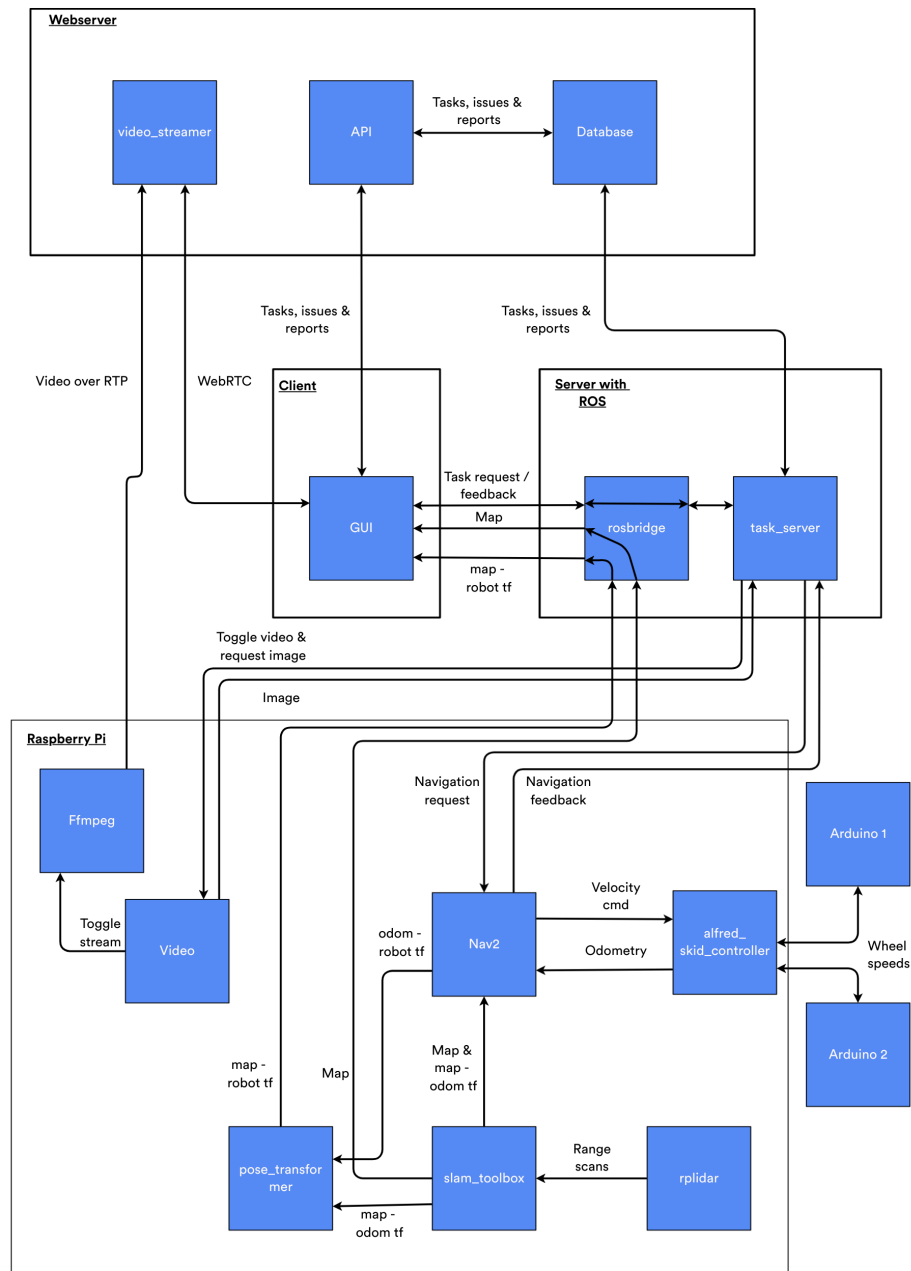 Webserver
video_streamer
API
Tasks, issues &
reports
Database
Tasks, issues &
reports
Tasks, issues &
reports
Video over RTP
WebRTC
Client
Server with
ROS
GUI
Task request /
feedback
Map
map -
robot tf
rosbridge
task_server
Toggle video &
request image
Image
Raspberry Pi
Ffmpeg
Navigation
request
Navigation
feedback
Arduino 1
Toggle
stream
Video
odom -
robot tf
Nav2
Velocity
cmd
Odometry
alfred_
skid_controller
Wheel
speeds
Arduino 2
map -
robot tf
Map
Map &
map -
odom tf
pose_transfor
mer
map -
odom tf
slam_toolbox
Range
scans
rplidar